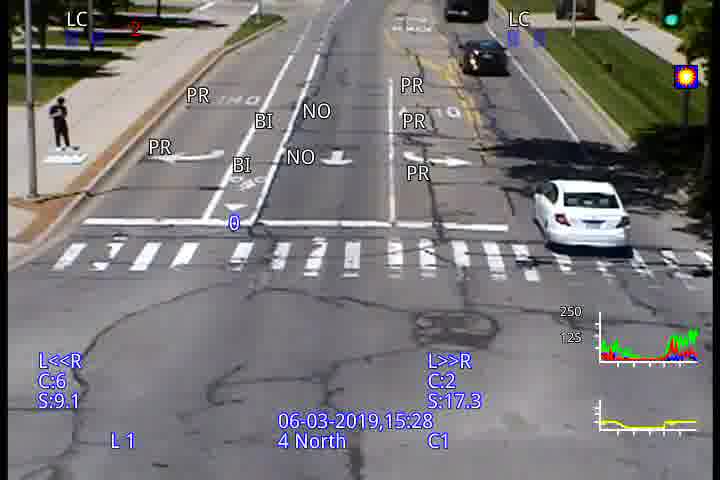 LC
LC
2
PR
PR
ONLY
BI
NO
PR
PR
BI
NO
PR
0
250
125
L<<R
L>>R
C:6
C:2
S:9.1
S:17.3
06-03-2019,15:28
L 1
4 North
C1